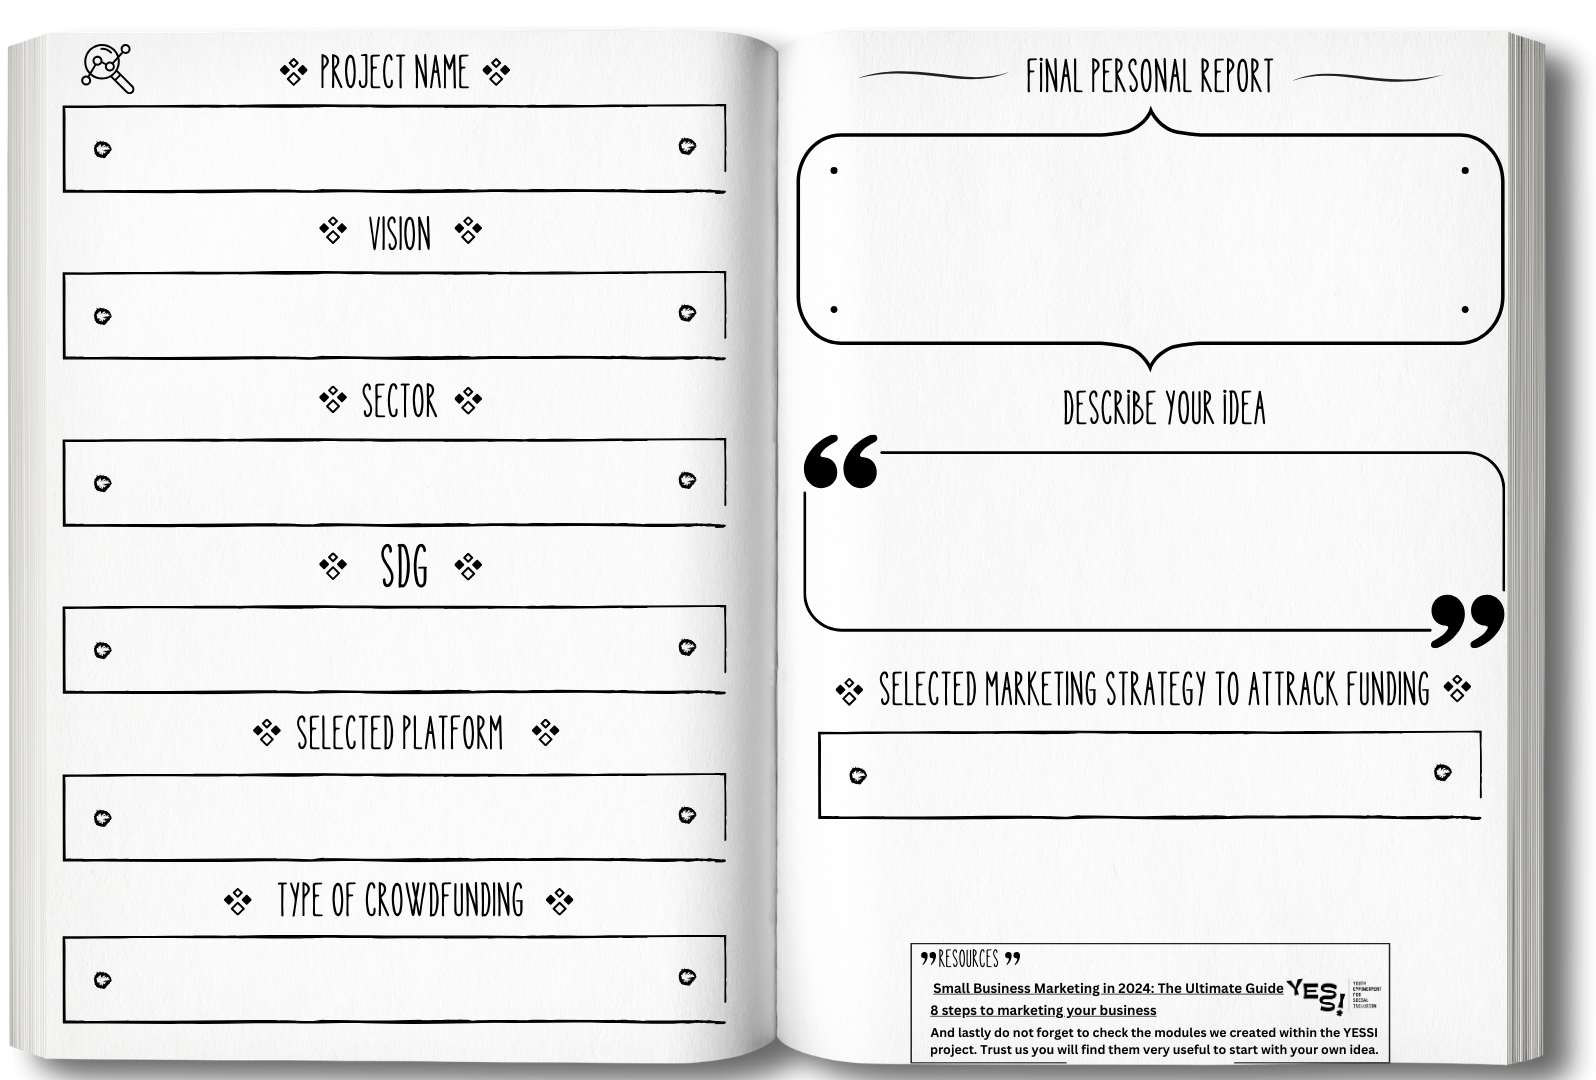 PROJECT NAME
VISION
SECTOR
SDG
SELECTED PLATFORM
TYPE OF CROWDFUNDING
FINAL PERSONAL REPORT
DESCRIBE YOUR IDEA
SELECTED MARKETING STRATEGY TO ATTRACK FUNDING
”RESOURCES ”
Small Business Marketing in 2024: The Ultimate Guide
8 steps to marketing your business
And lastly do not forget to check the modules we created within the YESSI
project. Trust us you will find them very useful to start with your own idea.
YES
S!
YOUTH
EMPOWERMENT
FOR
SOCIAL
INCLUSION